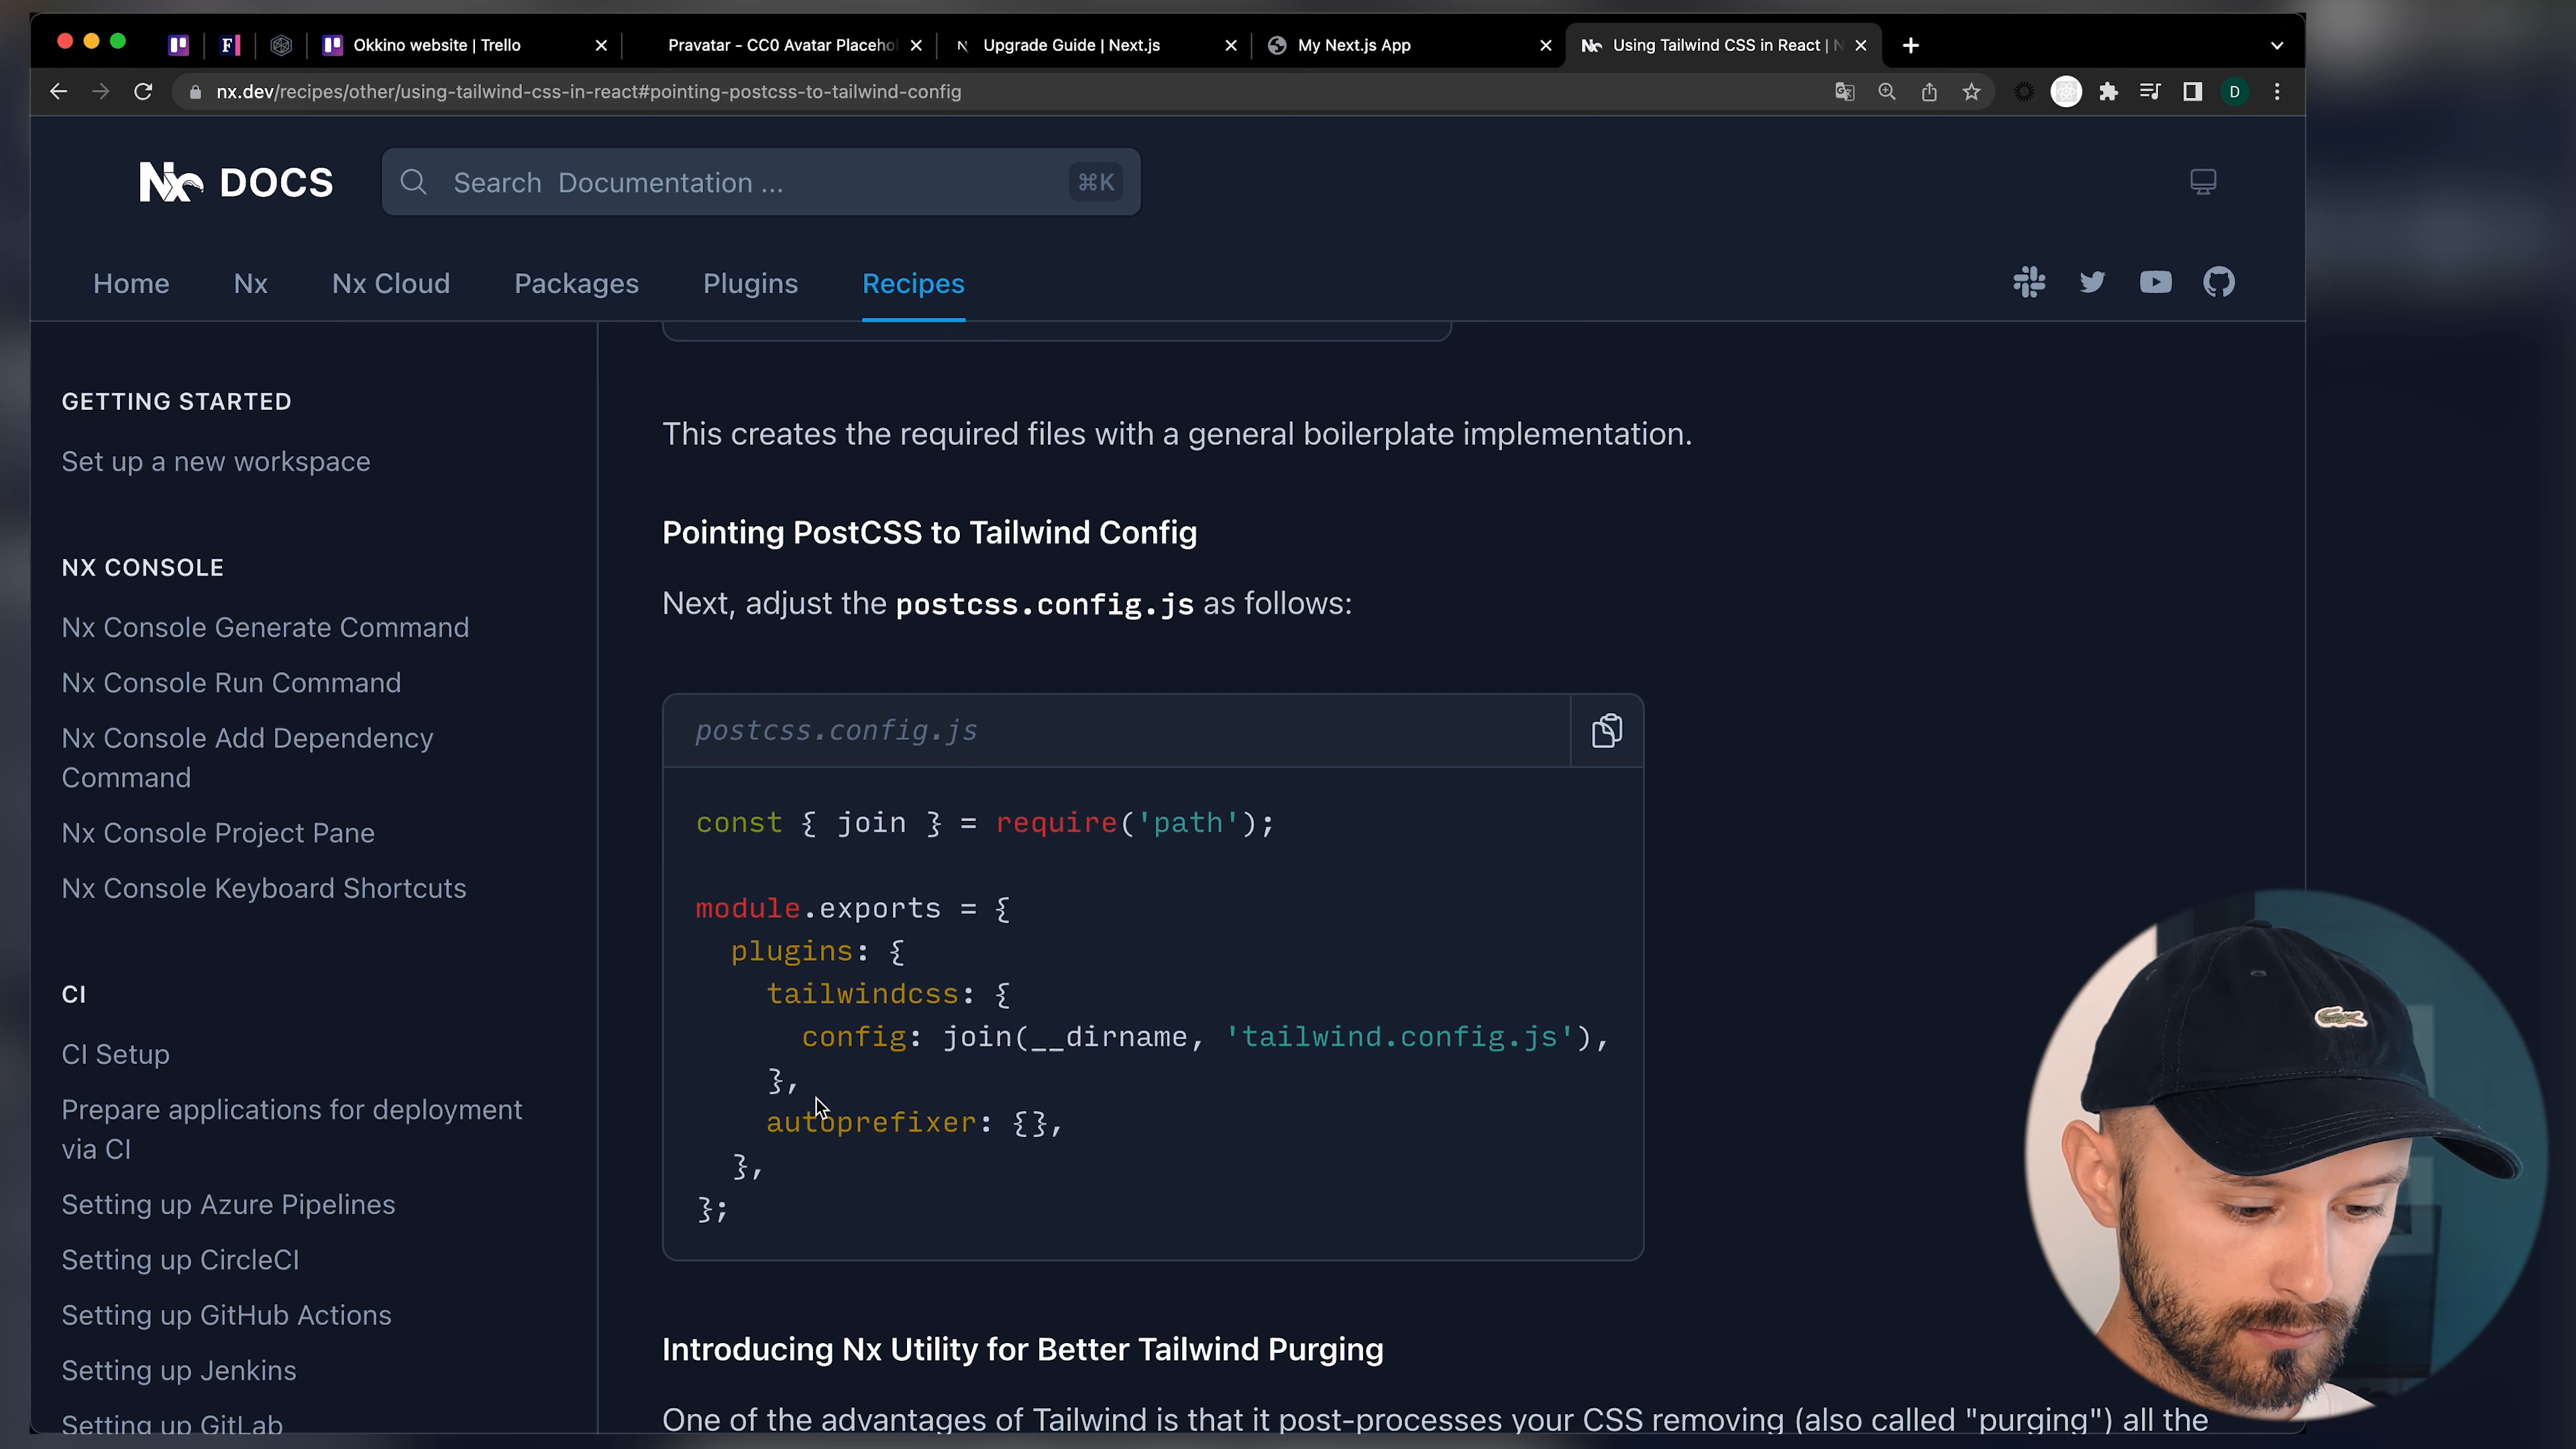 Okkino website | Trello
Pravatar - CC0 Avatar Placehol
Upgrade Guide | Next.js
My Next.js App
Using Tailwind CSS in React | N
nx.dev/recipes/other/using-tailwind-css-in-react#pointing-postcss-to-tailwind-config
D
Nx DOCS
Search Documentation ...
⌘K
Home
Nx
Nx Cloud
Packages
Plugins
Recipes
GETTING STARTED
Set up a new workspace
NX CONSOLE
Nx Console Generate Command
Nx Console Run Command
Nx Console Add Dependency
Command
Nx Console Project Pane
Nx Console Keyboard Shortcuts
CI
CI Setup
Prepare applications for deployment
via CI
Setting up Azure Pipelines
Setting up CircleCI
Setting up GitHub Actions
Setting up Jenkins
Setting up GitLab
This creates the required files with a general boilerplate implementation.
Pointing PostCSS to Tailwind Config
Next, adjust the postcss.config.js as follows:
postcss.config.js
const { join } = require('path');
module.exports = {
plugins: {
tailwindcss: {
config: join(__dirname, 'tailwind.config.js'),
},
autoprefixer: {},
},
};
Introducing Nx Utility for Better Tailwind Purging
One of the advantages of Tailwind is that it post-processes your CSS removing (also called "purging") all the